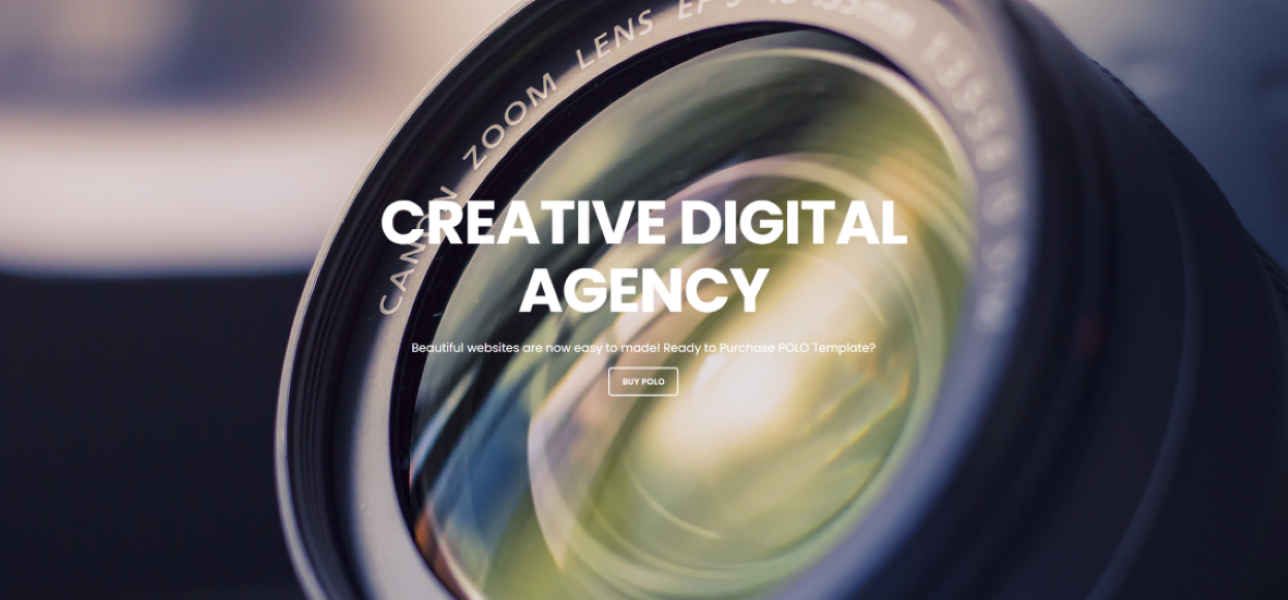 CANON ZOOM LENS EF-S
CREATIVE DIGITAL
AGENCY
Beautiful websites are now easy to made! Ready to Purchase POLO Template?
BUY POLO